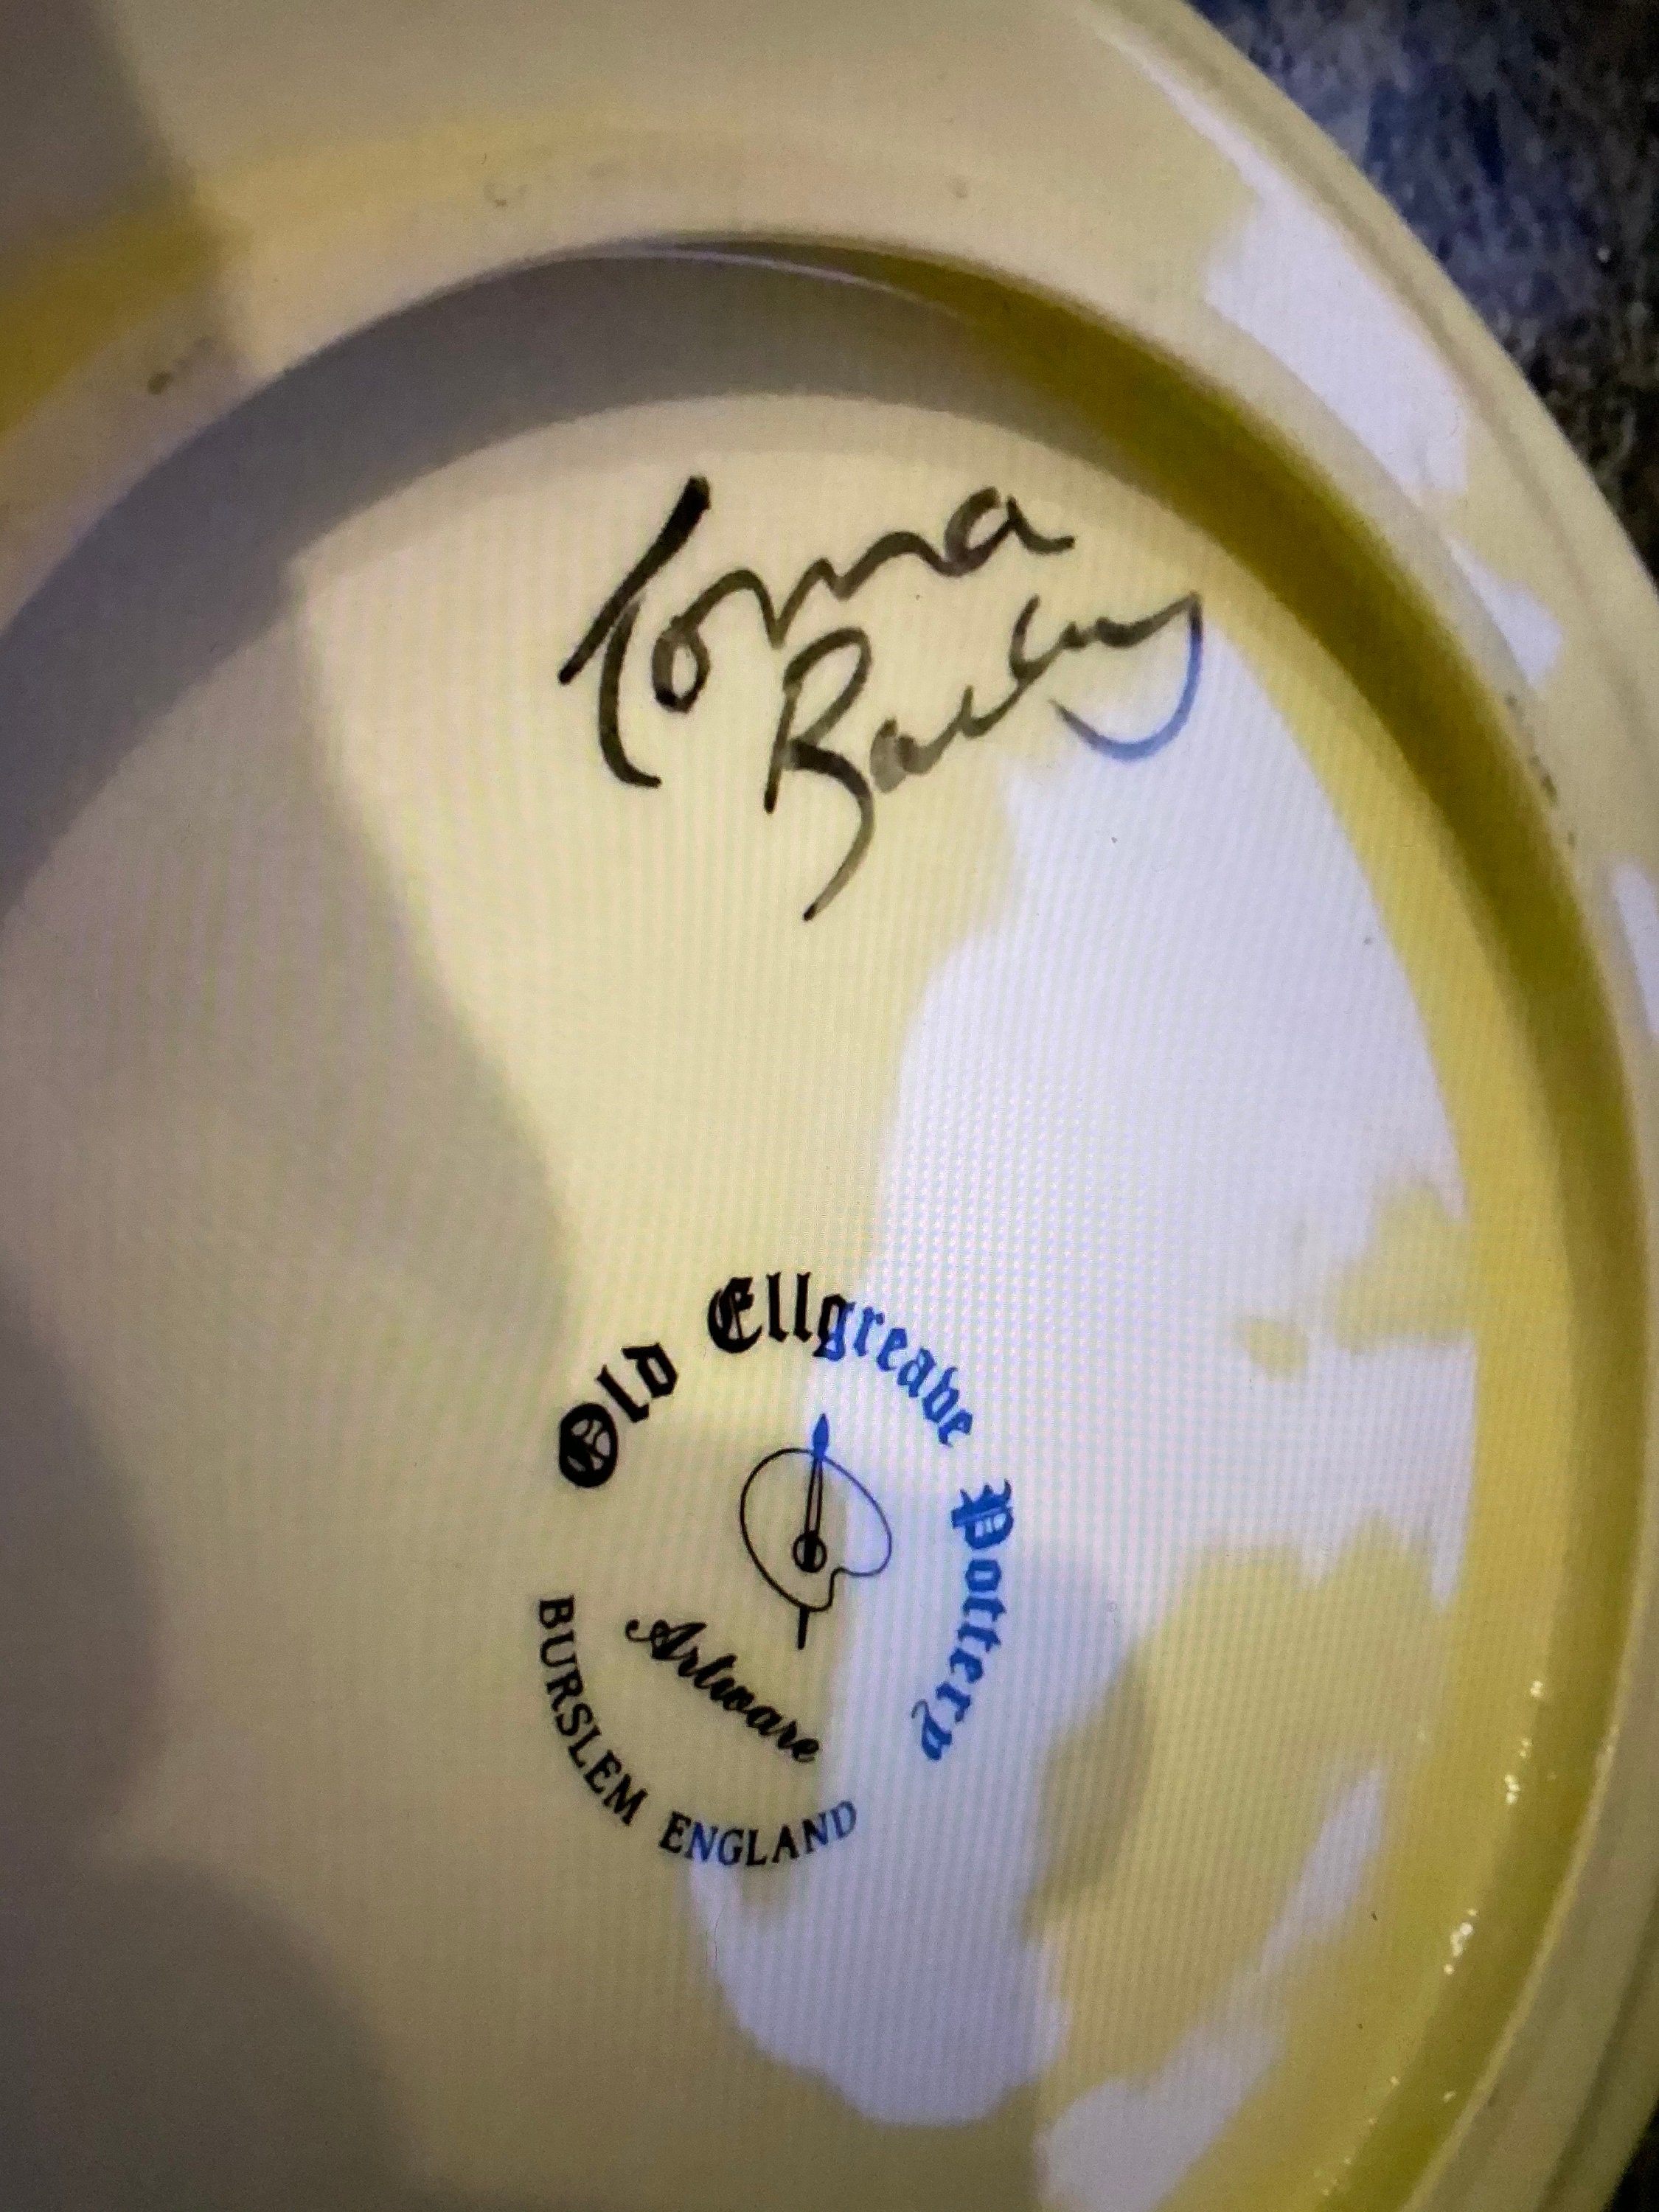 Lorna
Bailey
Old Ellgreave Pottery
Artware
BURSLEM ENGLAND